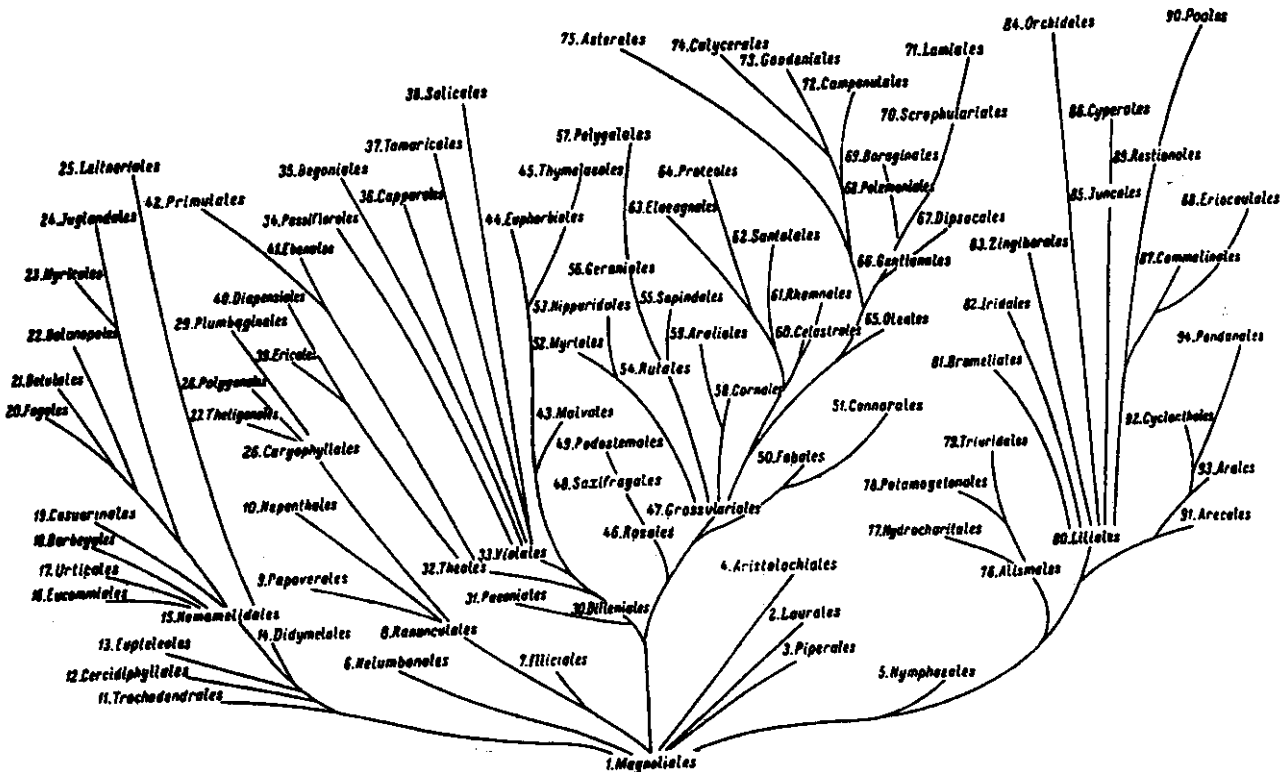 90.Poales
84.Orchidales
75.Asterales
74.Calycerales
71.Lamiales
73.Goodeniales
72.Campanulales
38.Salicales
70.Scrophulariales
86.Cyperales
57.Polygalales
37.Tamaricales
69.Boraginales
89.Restionales
25.Leitneriales
35.Begoniales
45.Thymelaeales
64.Proteales
68.Polemoniales
85.Juncales
88.Eriocaulales
42.Primulales
36.Capparales
63.Elaeagnales
67.Dipsacales
24.Juglandales
34.Passiflorales
44.Euphorbiales
62.Santalales
83.Zingiberales
41.Ebenales
66.Gentianales
87.Commelinales
23.Myricales
56.Geraniales
40.Diapensiales
53.Hippuridales
55.Sapindales
61.Rhamnales
82.Iridales
29.Plumbaginales
65.Oleales
22.Balanopales
52.Myrtales
59.Araliales
60.Celastrales
94.Pandanales
39.Ericales
54.Rutales
81.Bromeliales
21.Betulales
28.Polygonales
58.Cornales
20.Fagales
27.Theligonales
43.Malvales
51.Connarales
92.Cyclanthales
26.Caryophyllales
49.Podostemales
79.Triuridales
50.Fabales
93.Arales
48.Saxifragales
78.Potamogetonales
10.Nepenthales
47.Grossulariales
19.Casuarinales
91.Arecales
46.Rosales
77.Hydrocharitales
80.Liliales
18.Barbeyales
33.Violales
17.Urticales
32.Theales
4.Aristolochiales
76.Alismales
9.Papaverales
16.Eucommiales
31.Paeoniales
15.Hamamelidales
30.Dilleniales
2.Laurales
14.Didymelales
8.Ranunculales
13.Eupteleales
3.Piperales
6.Nelumbonales
7.Illiciales
12.Cercidiphyllales
5.Nymphaeales
11.Trochodendrales
1.Magnoliales